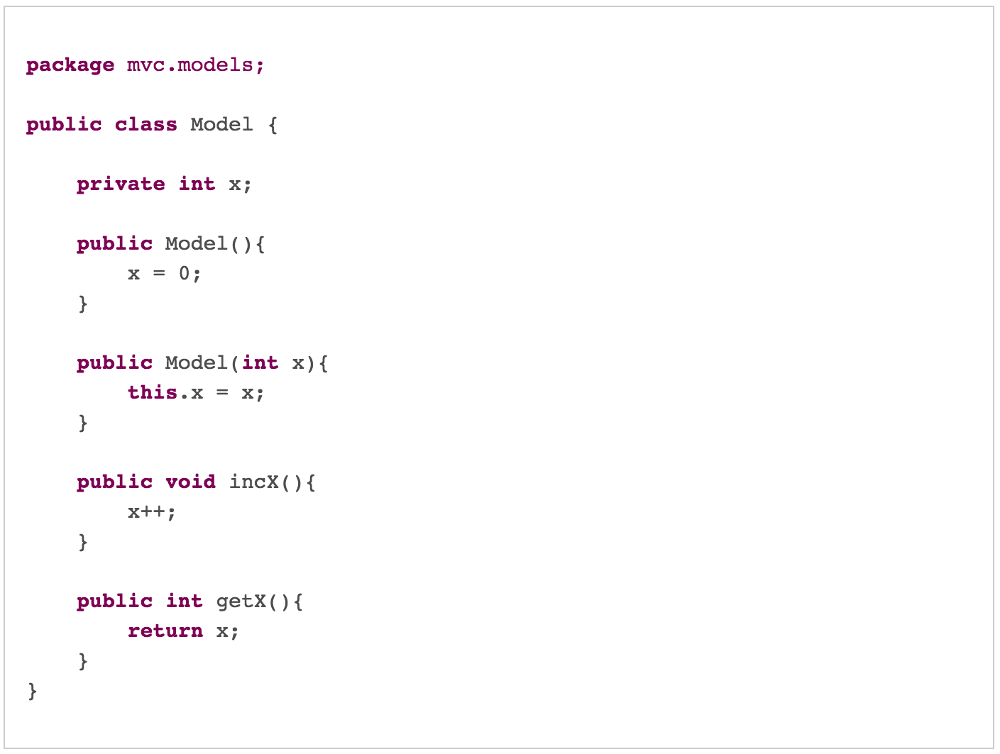 package mvc.models;
public class Model {
private int x;
public Model(){
x = 0;
}
public Model(int x){
this.x = x;
}
public void incX(){
x++;
}
public int getX(){
return x;
}
}